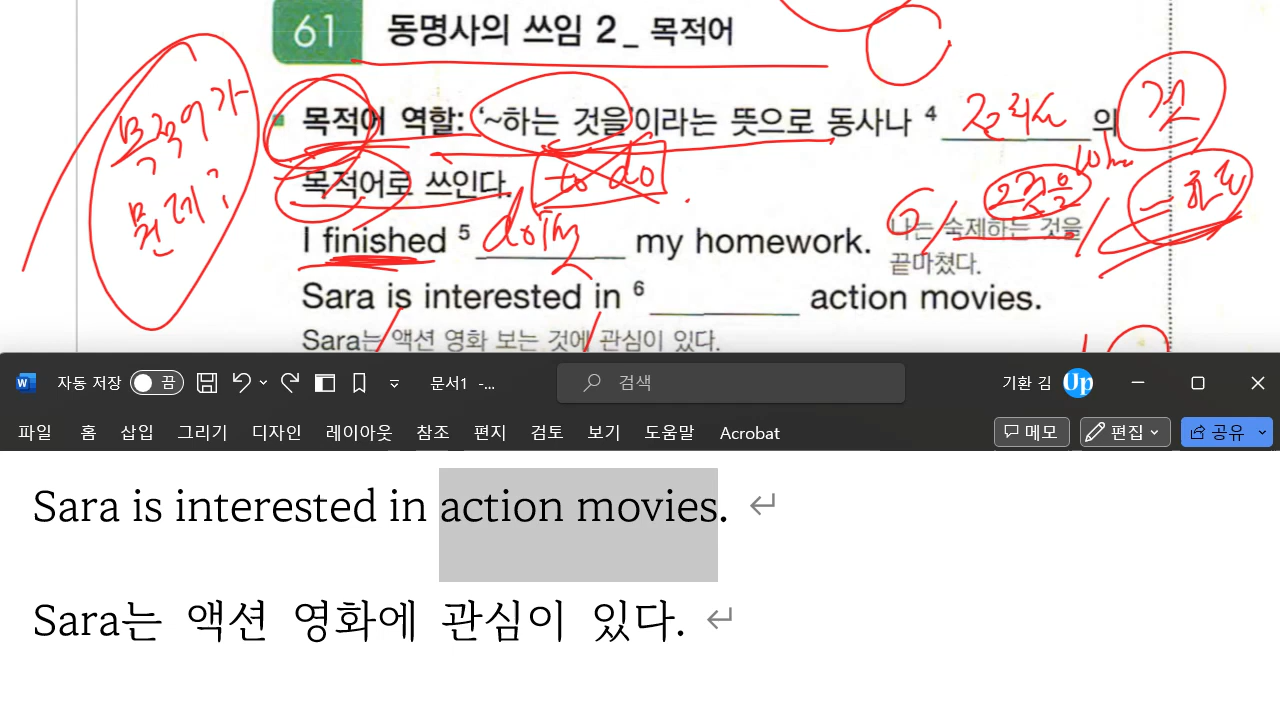 61 동명사의 쓰임 2_ 목적어
목적어 역할: '~하는 것을'이라는 뜻으로 동사나 4 전치사 의
목적어로 쓰인다. to do
I finished 5 doing my homework. 나는 숙제하는 것을
끝마쳤다.
Sara is interested in 6 action movies.
Sara는 액션 영화 보는 것에 관심이 있다.
목적어가
뭔데?
자동 저장 끔 문서1 -... 검색 기환 김 Up
파일 홈 삽입 그리기 디자인 레이아웃 참조 편지 검토 보기 도움말 Acrobat 메모 편집 공유
Sara is interested in action movies.
Sara는 액션 영화에 관심이 있다.